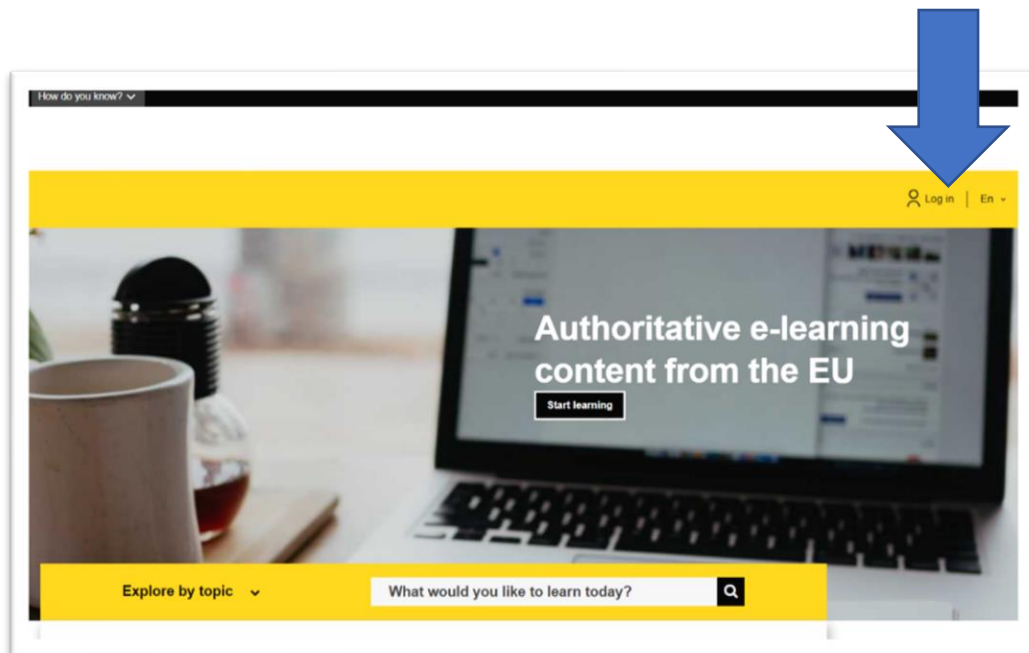 How do you know?
Log in | En
Authoritative e-learning
content from the EU
Start learning
Explore by topic
What would you like to learn today?